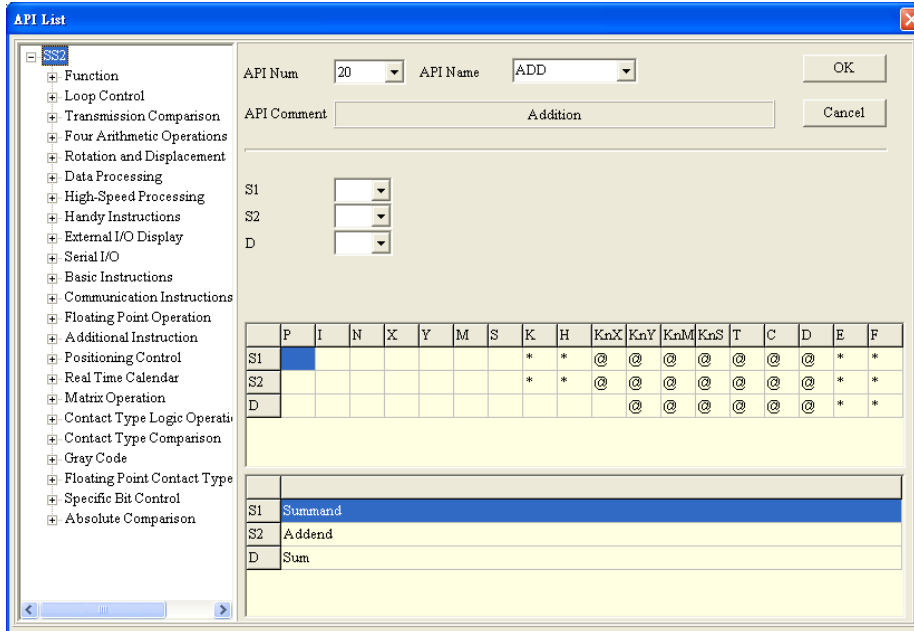 API List
SS2
Function
Loop Control
Transmission Comparison
Four Arithmetic Operations
Rotation and Displacement
Data Processing
High-Speed Processing
Handy Instructions
External I/O Display
Serial I/O
Basic Instructions
Communication Instructions
Floating Point Operation
Additional Instruction
Positioning Control
Real Time Calendar
Matrix Operation
Contact Type Logic Operati
Contact Type Comparison
Gray Code
Floating Point Contact Type
Specific Bit Control
Absolute Comparison
API Num 20 API Name ADD OK
API Comment Addition Cancel
S1
S2
D
P I N X Y M S K H KnX KnY KnM KnS T C D E F
S1 * * @ @ @ @ @ @ @ * *
S2 * * @ @ @ @ @ @ @ * *
D @ @ @ @ @ @ * *
S1 Summand
S2 Addend
D Sum